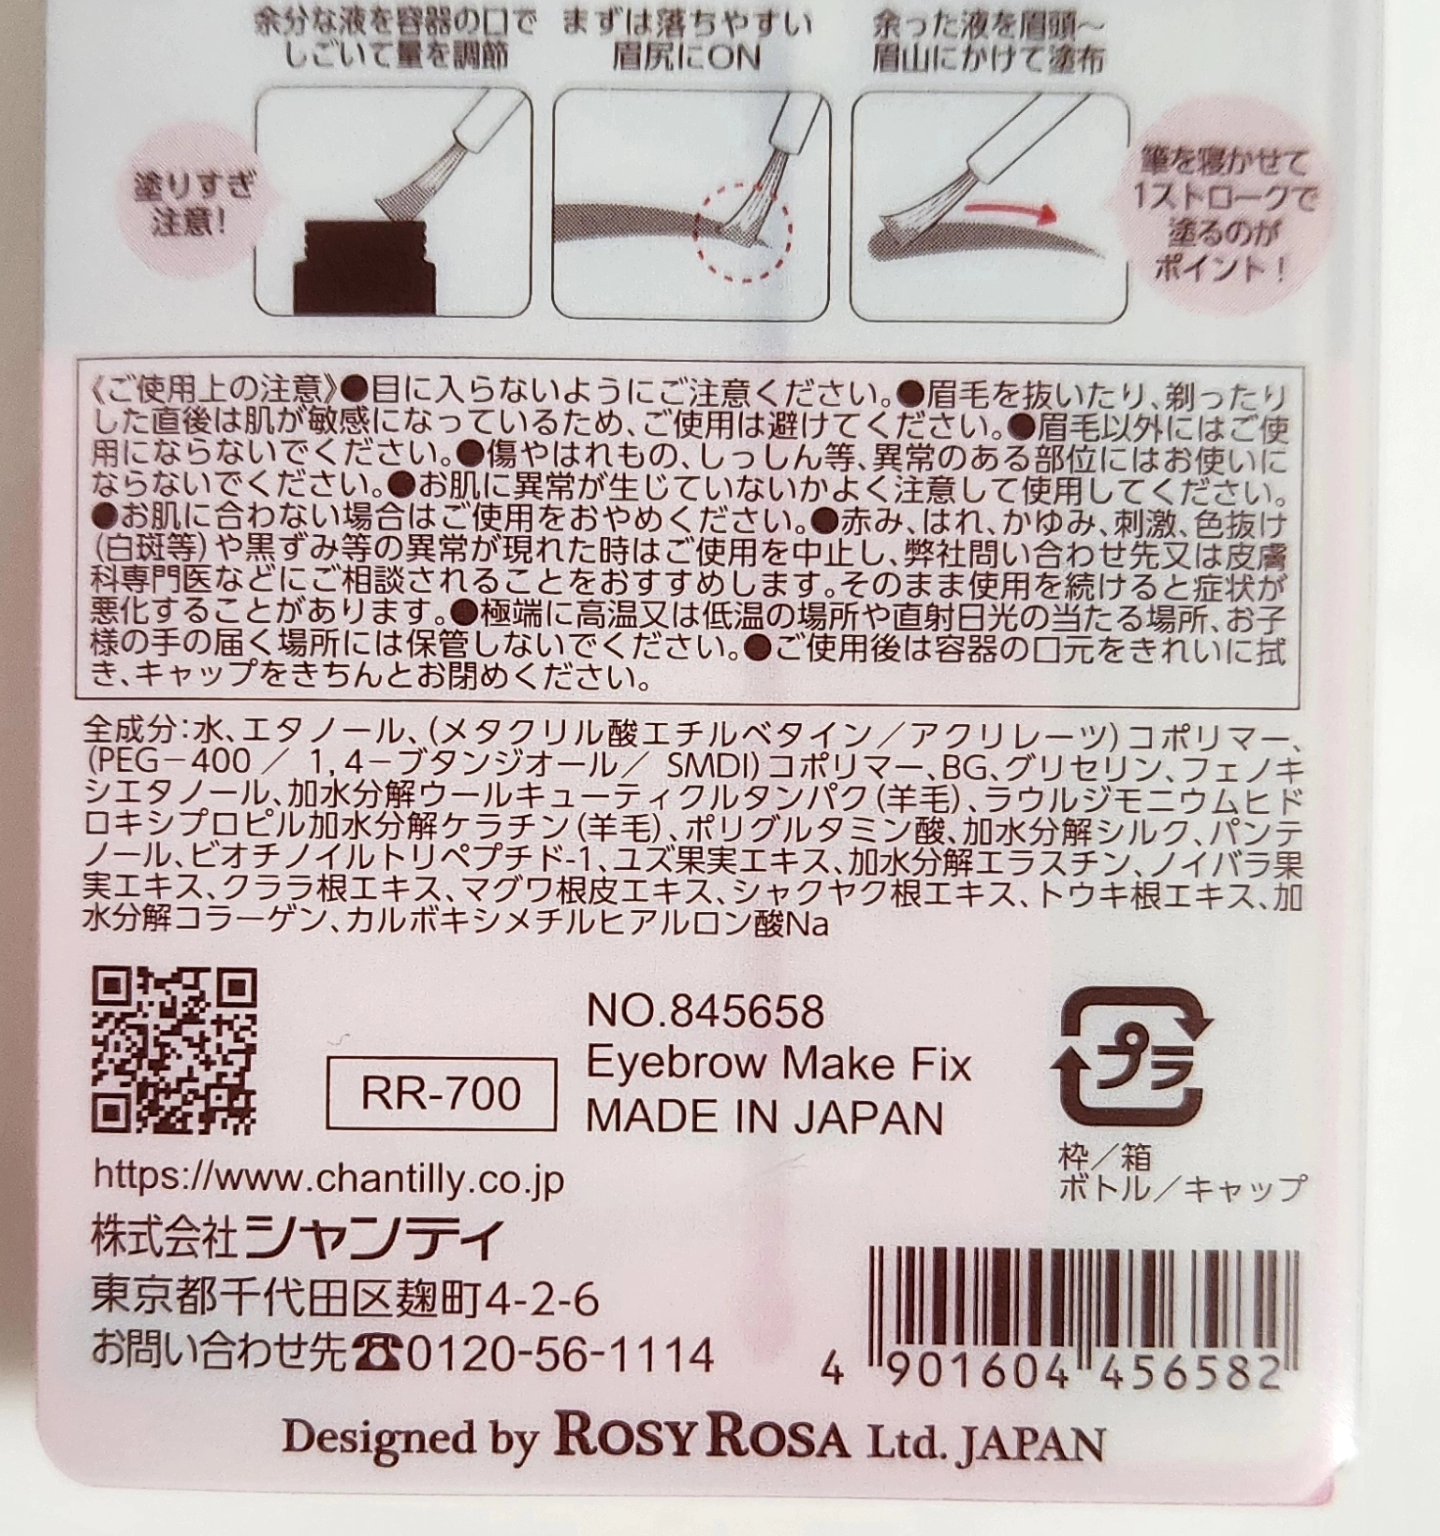 余分な液を容器の口で
しごいて量を調節
まずは落ちやすい
眉尻にON
余った液を眉頭～
眉山にかけて塗布
塗りすぎ
注意!
筆を寝かせて
1ストロークで
塗るのが
ポイント!
《ご使用上の注意》●目に入らないようにご注意ください。●眉毛を抜いたり、剃ったり
した直後は肌が敏感になっているため、ご使用は避けてください。●眉毛以外にはご使
用にならないでください。●傷やはれもの、しっしん等、異常のある部位にはお使いに
ならないでください。●お肌に異常が生じていないかよく注意して使用してください。
●お肌に合わない場合はご使用をおやめください。●赤み、はれ、かゆみ、刺激、色抜け
(白斑等)や黒ずみ等の異常が現れた時はご使用を中止し、弊社問い合わせ先又は皮膚
科専門医などにご相談されることをおすすめします。そのまま使用を続けると症状が
悪化することがあります。●極端に高温又は低温の場所や直射日光の当たる場所、お子
様の手の届く場所には保管しないでください。●ご使用後は容器の口元をきれいに拭
き、キャップをきちんとお閉めください。
全成分:水、エタノール、(メタクリル酸エチルベタイン/アクリレーツ)コポリマー、
(PEG-400 / 1,4-ブタンジオール/ SMDI)コポリマー、BG、グリセリン、フェノキ
シエタノール、加水分解ウールキューティクルタンパク(羊毛)、ラウルジモニウムヒド
ロキシプロピル加水分解ケラチン(羊毛)、ポリグルタミン酸、加水分解シルク、パンテ
ノール、ビオチノイルトリペプチド-1、ユズ果実エキス、加水分解エラスチン、ノイバラ果
実エキス、クララ根エキス、マグワ根皮エキス、シャクヤク根エキス、トウキ根エキス、加
水分解コラーゲン、カルボキシメチルヒアルロン酸Na
RR-700
NO.845658
Eyebrow Make Fix
MADE IN JAPAN
プラ
枠/箱
ボトル/キャップ
https://www.chantilly.co.jp
株式会社シャンティ
東京都千代田区麹町4-2-6
お問い合わせ先☎0120-56-1114
4 901604 456582
Designed by ROSY ROSA Ltd. JAPAN